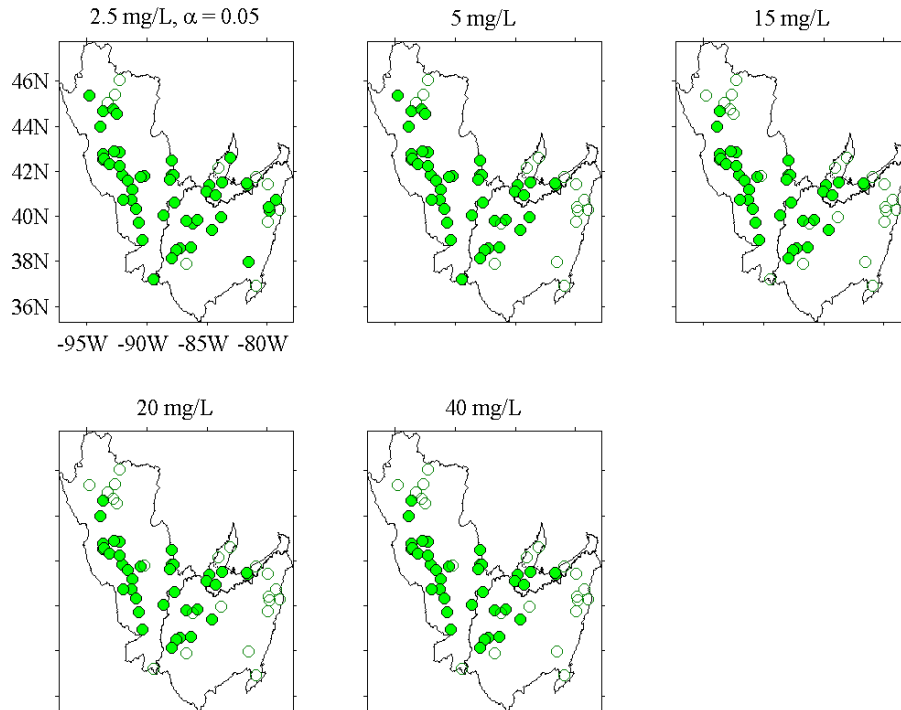 2.5 mg/L, α = 0.05
5 mg/L
15 mg/L
46N
44N
42N
40N
38N
36N
-95W -90W -85W -80W
20 mg/L
40 mg/L